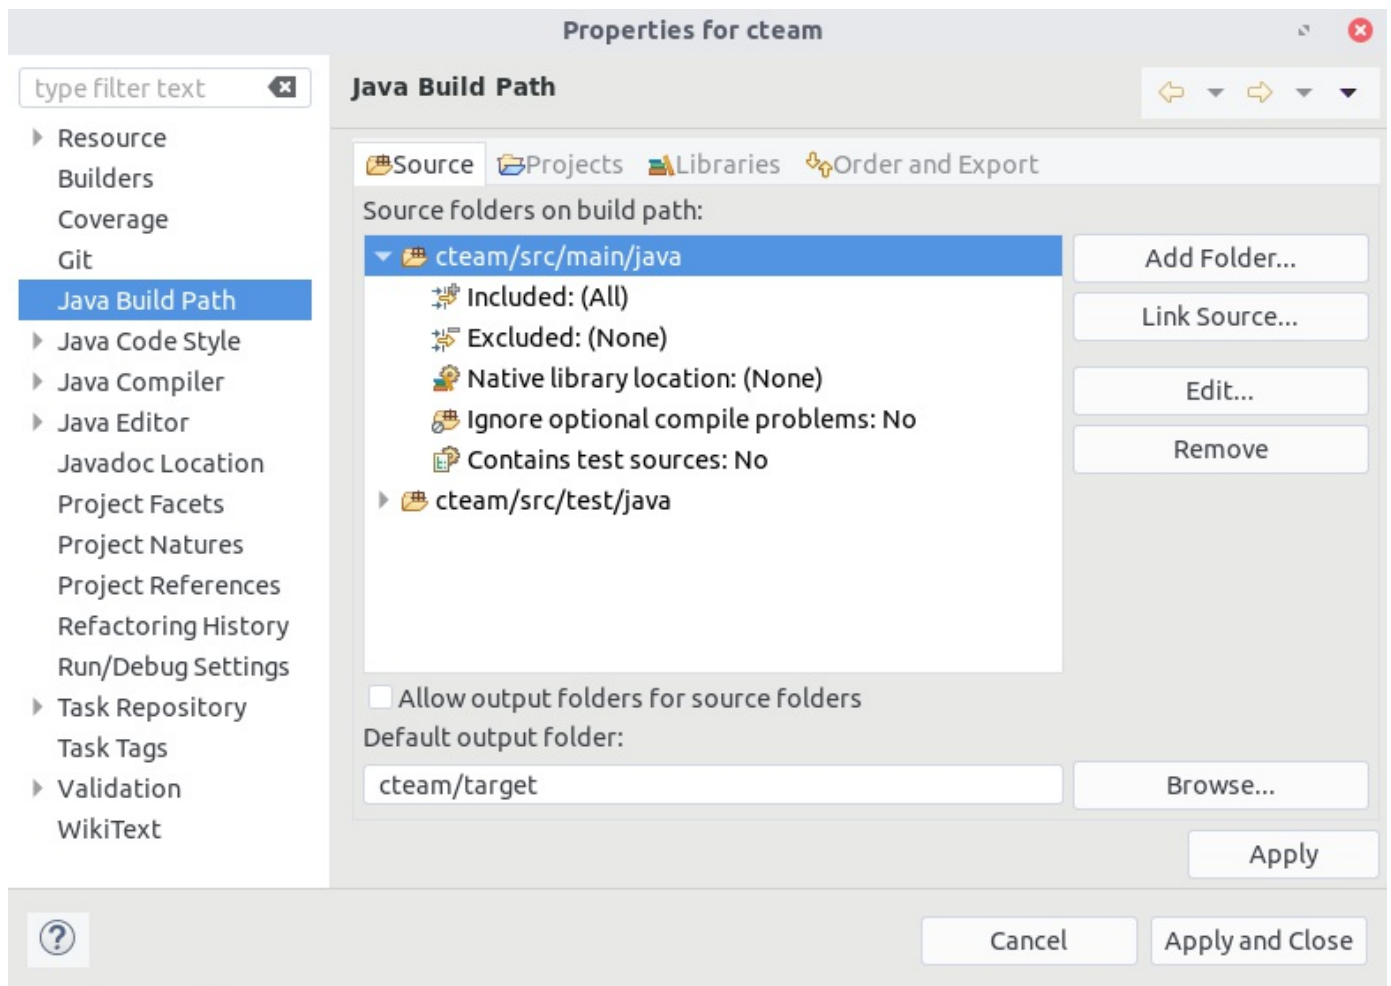 Properties for cteam
type filter text
Resource
Builders
Coverage
Git
Java Build Path
Java Code Style
Java Compiler
Java Editor
Javadoc Location
Project Facets
Project Natures
Project References
Refactoring History
Run/Debug Settings
Task Repository
Task Tags
Validation
WikiText
Java Build Path
Source Projects Libraries Order and Export
Source folders on build path:
cteam/src/main/java
Included: (All)
Excluded: (None)
Native library location: (None)
Ignore optional compile problems: No
Contains test sources: No
cteam/src/test/java
Add Folder...
Link Source...
Edit...
Remove
Allow output folders for source folders
Default output folder:
cteam/target
Browse...
Apply
?
Cancel
Apply and Close